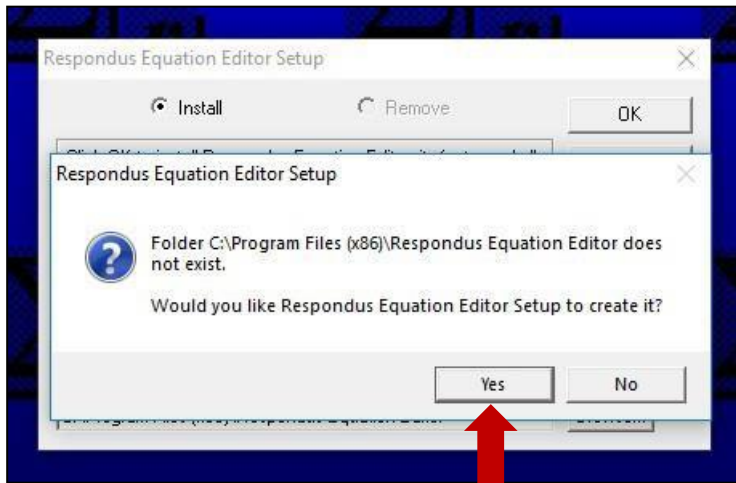 Respondus Equation Editor Setup
Install
Remove
OK
Respondus Equation Editor Setup
Folder C:\Program Files (x86)\Respondus Equation Editor does
not exist.
Would you like Respondus Equation Editor Setup to create it?
Yes
No